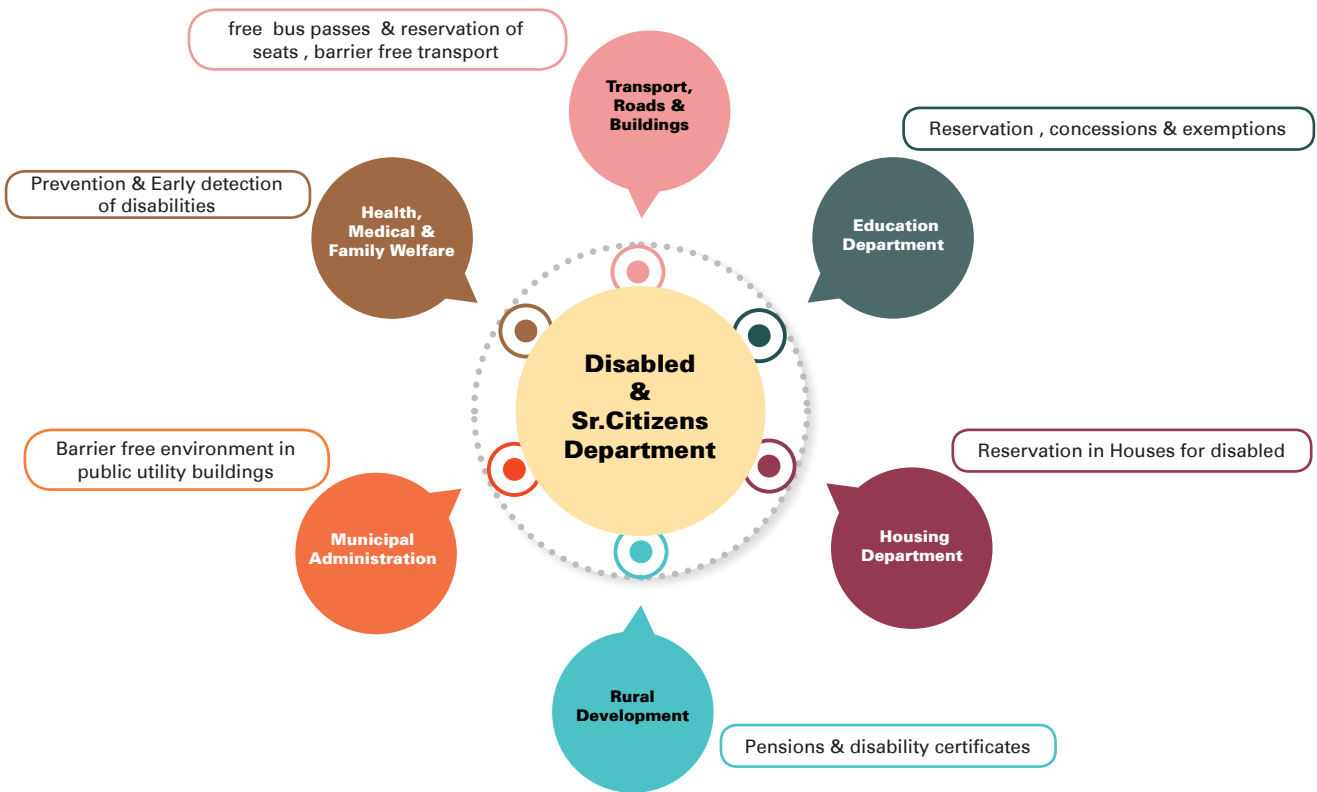 free bus passes & reservation of
seats , barrier free transport
Transport,
Roads &
Buildings
Reservation , concessions & exemptions
Education
Department
Prevention & Early detection
of disabilities
Health,
Medical &
Family Welfare
Disabled
&
Sr.Citizens
Department
Barrier free environment in
public utility buildings
Municipal
Administration
Reservation in Houses for disabled
Housing
Department
Rural
Development
Pensions & disability certificates